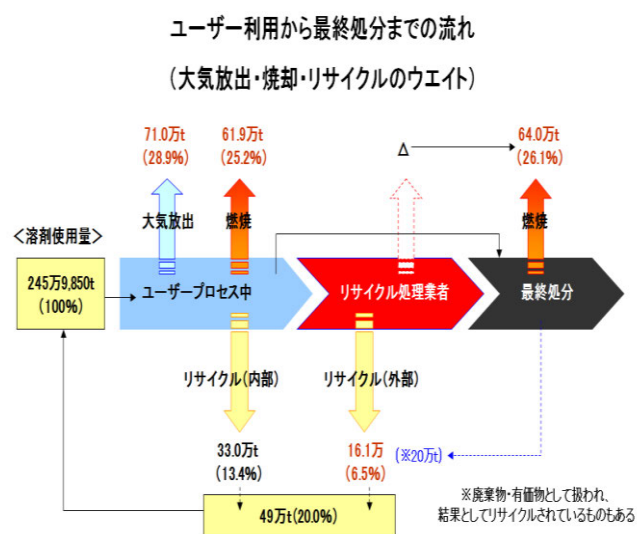 ユーザー利用から最終処分までの流れ
(大気放出・焼却・リサイクルのウエイト)
71.0万t
(28.9%)
61.9万t
(25.2%)
Δ
64.0万t
(26.1%)
大気放出
燃焼
燃焼
<溶剤使用量>
245万9,850t
(100%)
ユーザープロセス中
リサイクル処理業者
最終処分
リサイクル(内部)
リサイクル(外部)
33.0万t
(13.4%)
16.1万
(6.5%)
(※20万t)
49万t(20.0%)
※廃棄物・有価物として扱われ、
結果としてリサイクルされているものもある